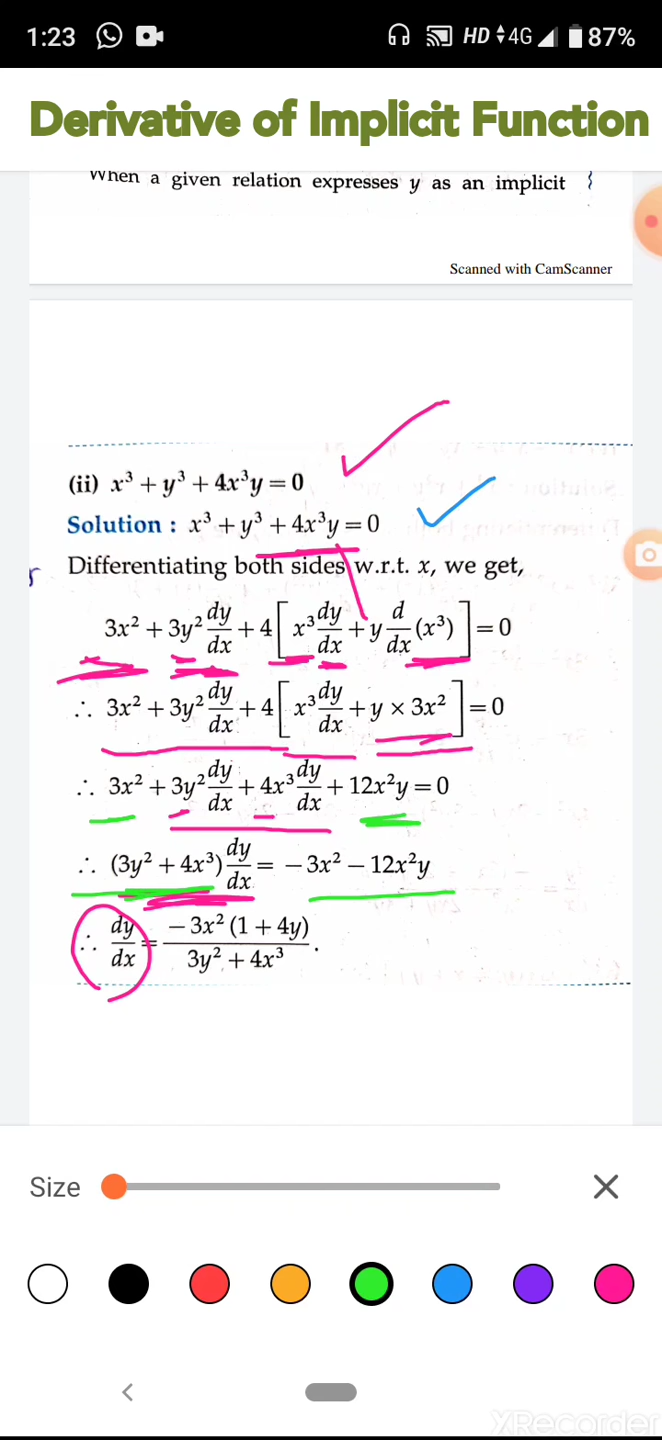 1:23 HD 4G 87%
Derivative of Implicit Function
When a given relation expresses y as an implicit
Scanned with CamScanner
(ii) x³ + y³ + 4x³y = 0
Solution : x³ + y³ + 4x³y = 0
Differentiating both sides w.r.t. x, we get,
3x² + 3y² dy/dx + 4[x³ dy/dx + y d/dx (x³)] = 0
∴ 3x² + 3y² dy/dx + 4[x³ dy/dx + y × 3x²] = 0
∴ 3x² + 3y² dy/dx + 4x³ dy/dx + 12x²y = 0
∴ (3y² + 4x³) dy/dx = − 3x² − 12x²y
∴ dy/dx = − 3x² (1 + 4y) / 3y² + 4x³ .
Size
XRecorder